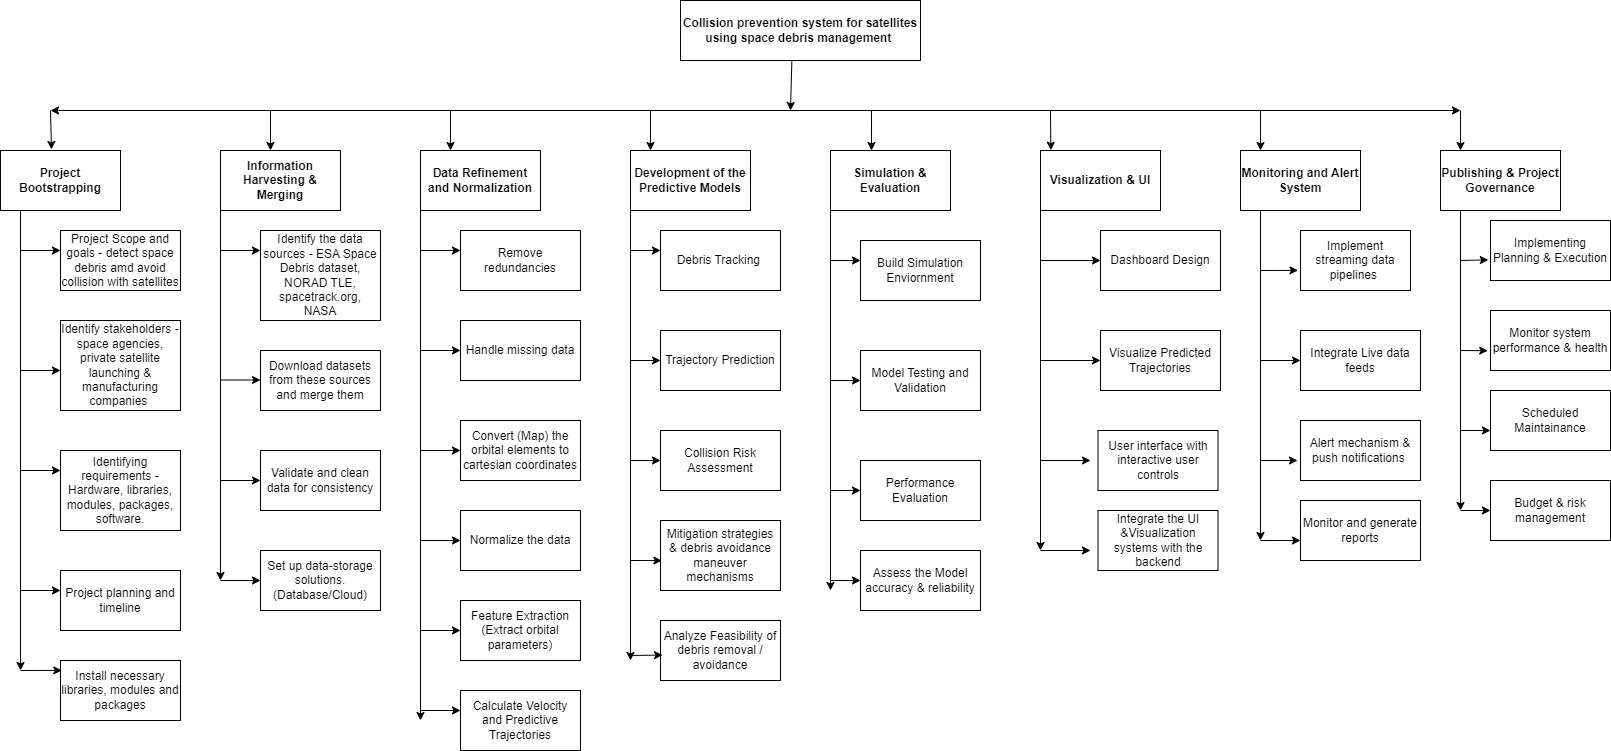 Collision prevention system for satellites
using space debris management
Project
Bootstrapping
Project Scope and
goals - detect space
debris amd avoid
collision with satellites
Identify stakeholders -
space agencies,
private satellite
launching &
manufacturing
companies
Identifying
requirements -
Hardware, libraries,
modules, packages,
software.
Project planning and
timeline
Install necessary
libraries, modules and
packages
Information
Harvesting &
Merging
Identify the data
sources - ESA Space
Debris dataset,
NORAD TLE,
spacetrack.org,
NASA
Download datasets
from these sources
and merge them
Validate and clean
data for consistency
Set up data-storage
solutions.
(Database/Cloud)
Data Refinement
and Normalization
Remove
redundancies
Handle missing data
Convert (Map) the
orbital elements to
cartesian coordinates
Normalize the data
Feature Extraction
(Extract orbital
parameters)
Calculate Velocity
and Predictive
Trajectories
Development of the
Predictive Models
Debris Tracking
Trajectory Prediction
Collision Risk
Assessment
Mitigation strategies
& debris avoidance
maneuver
mechanisms
Analyze Feasibility of
debris removal /
avoidance
Simulation &
Evaluation
Build Simulation
Enviornment
Model Testing and
Validation
Performance
Evaluation
Assess the Model
accuracy & reliability
Visualization & UI
Dashboard Design
Visualize Predicted
Trajectories
User interface with
interactive user
controls
Integrate the UI
&Visualization
systems with the
backend
Monitoring and Alert
System
Implement
streaming data
pipelines
Integrate Live data
feeds
Alert mechanism &
push notifications
Monitor and generate
reports
Publishing & Project
Governance
Implementing
Planning & Execution
Monitor system
performance & health
Scheduled
Maintainance
Budget & risk
management